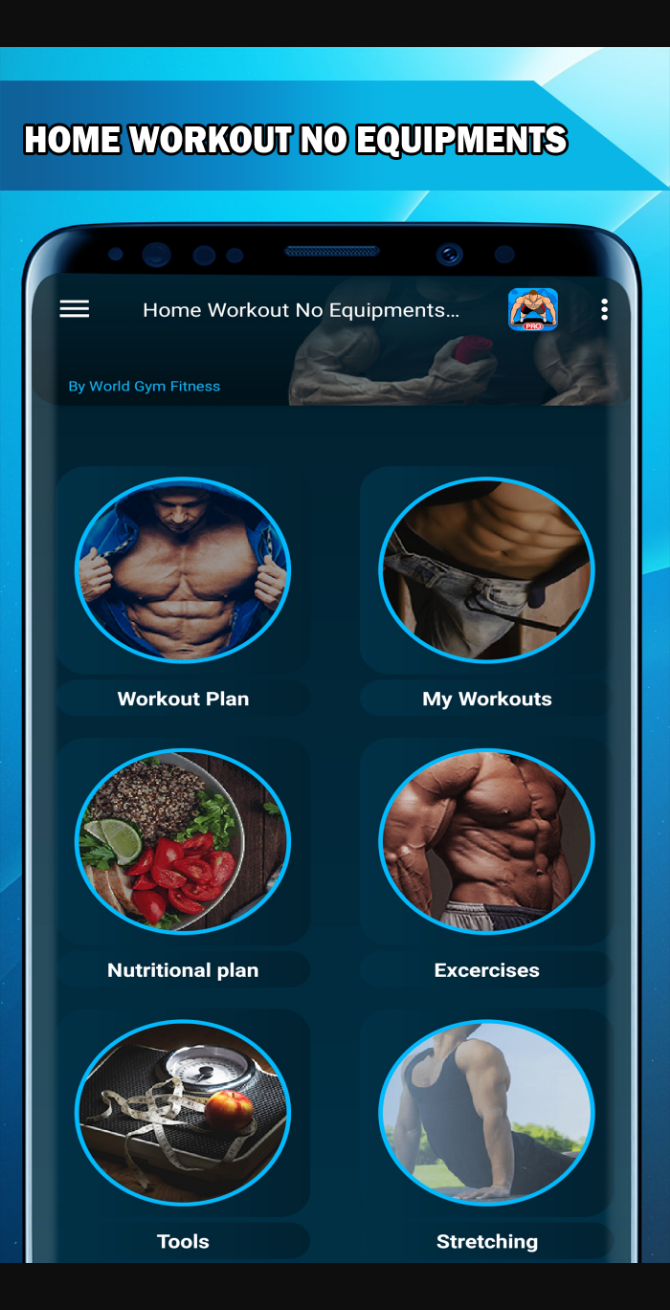 HOME WORKOUT NO EQUIPMENTS
Home Workout No Equipments...
PRO
By World Gym Fitness
Workout Plan
My Workouts
Nutritional plan
Excercises
Tools
Stretching